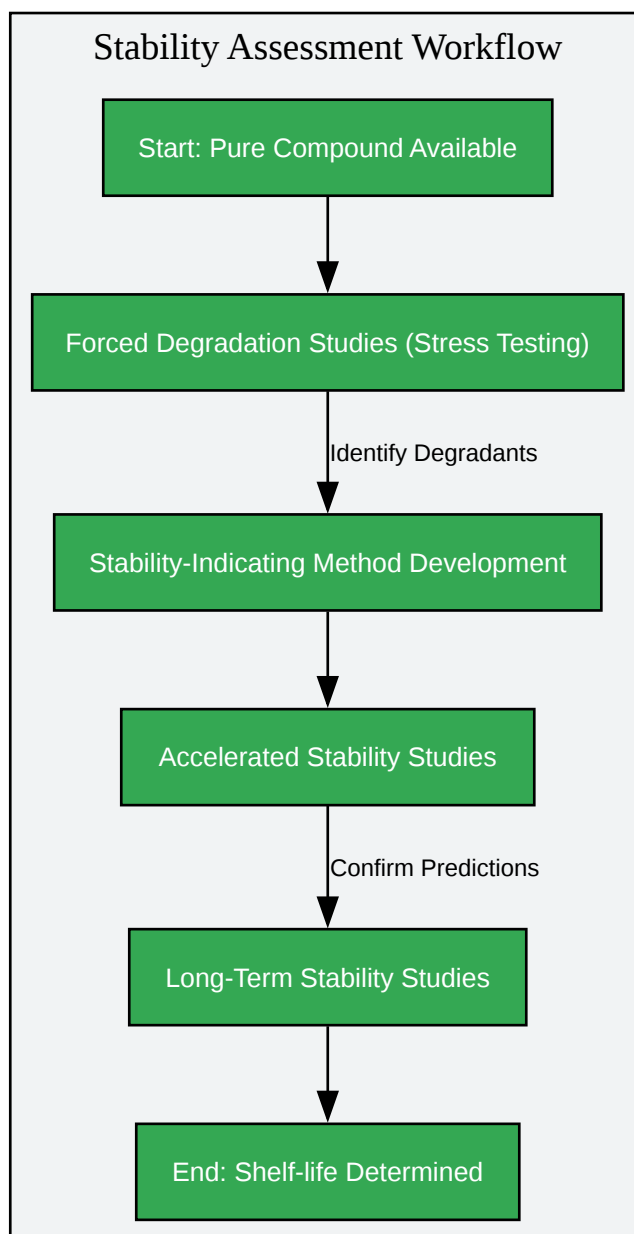 Stability Assessment Workflow
Start: Pure Compound Available
Forced Degradation Studies (Stress Testing)
Identify Degradants
Stability-Indicating Method Development
Accelerated Stability Studies
Confirm Predictions
Long-Term Stability Studies
End: Shelf-life Determined